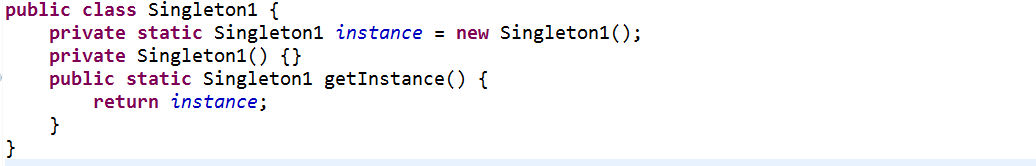 public class Singleton1 {
    private static Singleton1 instance = new Singleton1();
    private Singleton1() {}
    public static Singleton1 getInstance() {
        return instance;
    }
}